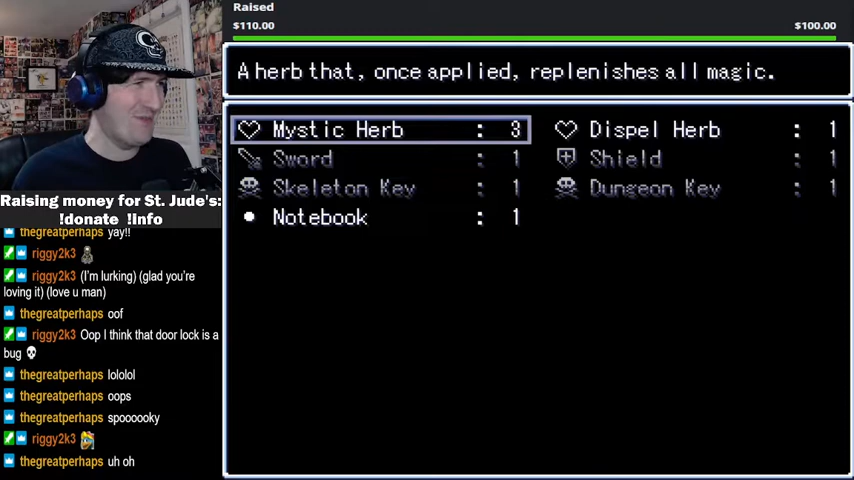 Raised
$110.00 $100.00
A herb that, once applied, replenishes all magic.
Mystic Herb : 3 Dispel Herb : 1
Sword : 1 Shield : 1
Skeleton Key : 1 Dungeon Key : 1
Notebook : 1
Raising money for St. Jude's:
!donate !Info
thegreatperhaps yay!!
riggy2k3
riggy2k3 (I'm lurking) (glad you're
loving it) (love u man)
thegreatperhaps oof
riggy2k3 Oop I think that door lock is a
bug
thegreatperhaps lololol
thegreatperhaps oops
thegreatperhaps spoooooky
riggy2k3
thegreatperhaps uh oh